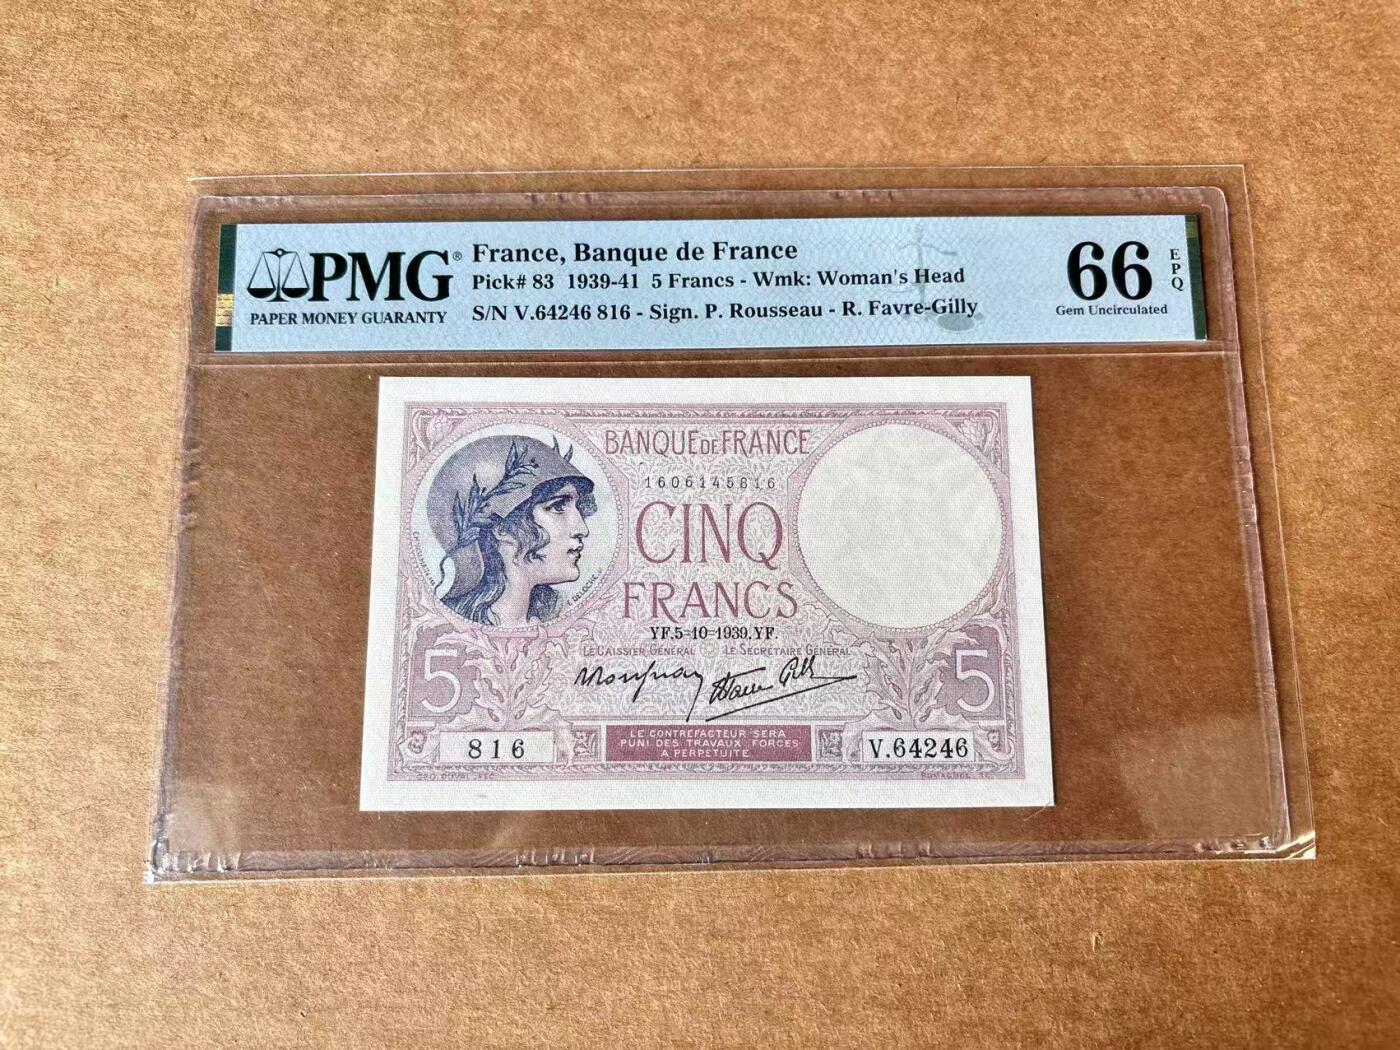 PMG®
PAPER MONEY GUARANTY
France, Banque de France
Pick# 83 1939-41 5 Francs - Wmk: Woman's Head
S/N V.64246 816 - Sign. P. Rousseau - R. Favre-Gilly
66 EPQ
Gem Uncirculated
BANQUE DE FRANCE
1606145816
CINQ
FRANCS
YF.5=10=1939.YF.
LE CAISSIER GÉNÉRAL LE SECRÉTAIRE GÉNÉRAL
5 5
816
LE CONTREFACTEUR SERA
PUNI DES TRAVAUX FORCÉS
A PERPÉTUITÉ
V.64246